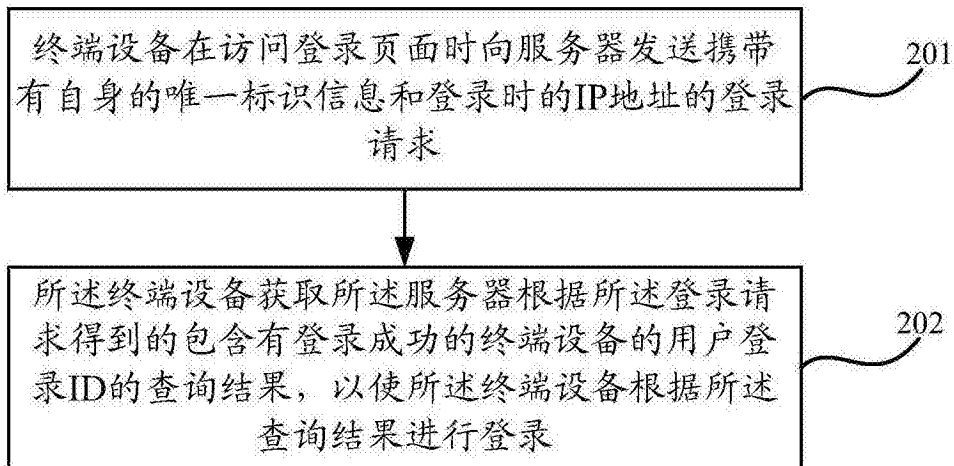 终端设备在访问登录页面时向服务器发送携带
有自身的唯一标识信息和登录时的IP地址的登录
请求
201
所述终端设备获取所述服务器根据所述登录请
求得到的包含有登录成功的终端设备的用户登
录ID的查询结果，以使所述终端设备根据所述
查询结果进行登录
202